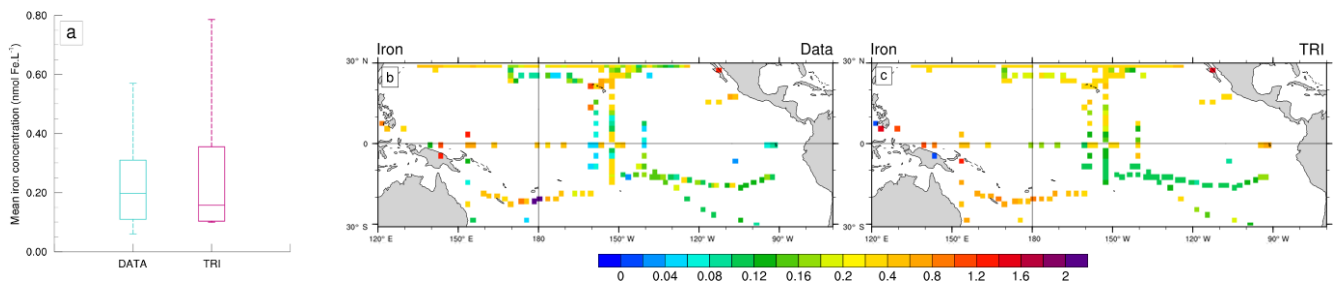 0.80
0.60
0.40
0.20
0.00
Mean iron concentration (nmol Fe.L-1)
a
DATA
TRI
Iron
Data
b
30° N
0
30° S
120° E
150° E
180
150° W
120° W
90° W
Iron
TRI
c
120° E
150° E
180
150° W
120° W
90° W
0
0.04
0.08
0.12
0.16
0.2
0.4
0.8
1.2
1.6
2